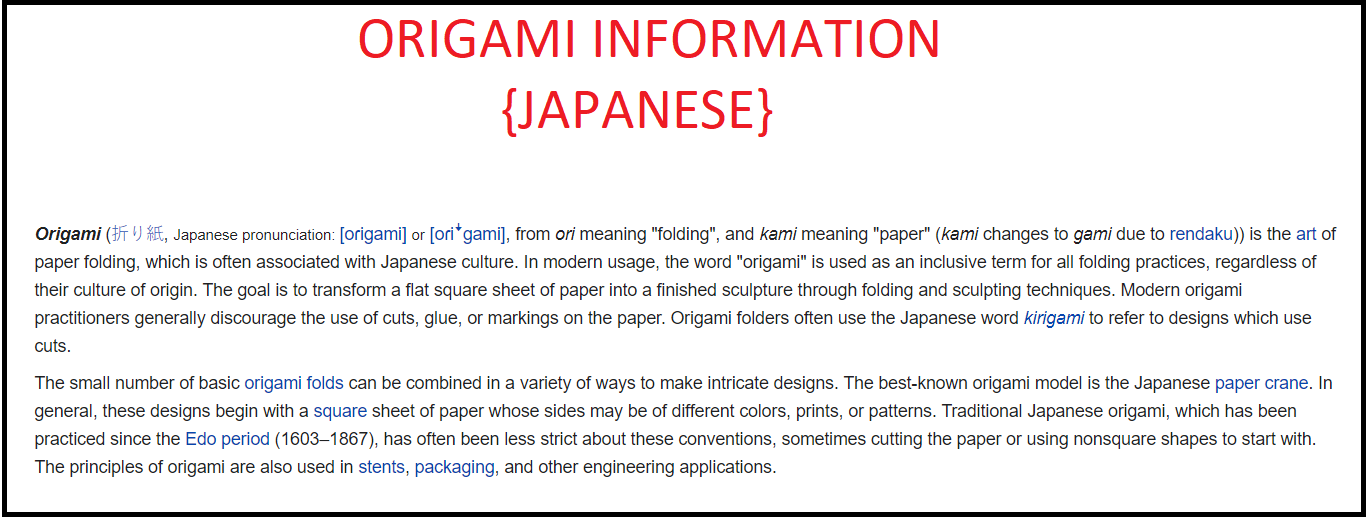 ORIGAMI INFORMATION
{JAPANESE}
Origami (折り紙, Japanese pronunciation: [origami] or [oriꜜgami], from ori meaning "folding", and kami meaning "paper" (kami changes to gami due to rendaku)) is the art of
paper folding, which is often associated with Japanese culture. In modern usage, the word "origami" is used as an inclusive term for all folding practices, regardless of
their culture of origin. The goal is to transform a flat square sheet of paper into a finished sculpture through folding and sculpting techniques. Modern origami
practitioners generally discourage the use of cuts, glue, or markings on the paper. Origami folders often use the Japanese word kirigami to refer to designs which use
cuts.
The small number of basic origami folds can be combined in a variety of ways to make intricate designs. The best-known origami model is the Japanese paper crane. In
general, these designs begin with a square sheet of paper whose sides may be of different colors, prints, or patterns. Traditional Japanese origami, which has been
practiced since the Edo period (1603–1867), has often been less strict about these conventions, sometimes cutting the paper or using nonsquare shapes to start with.
The principles of origami are also used in stents, packaging, and other engineering applications.